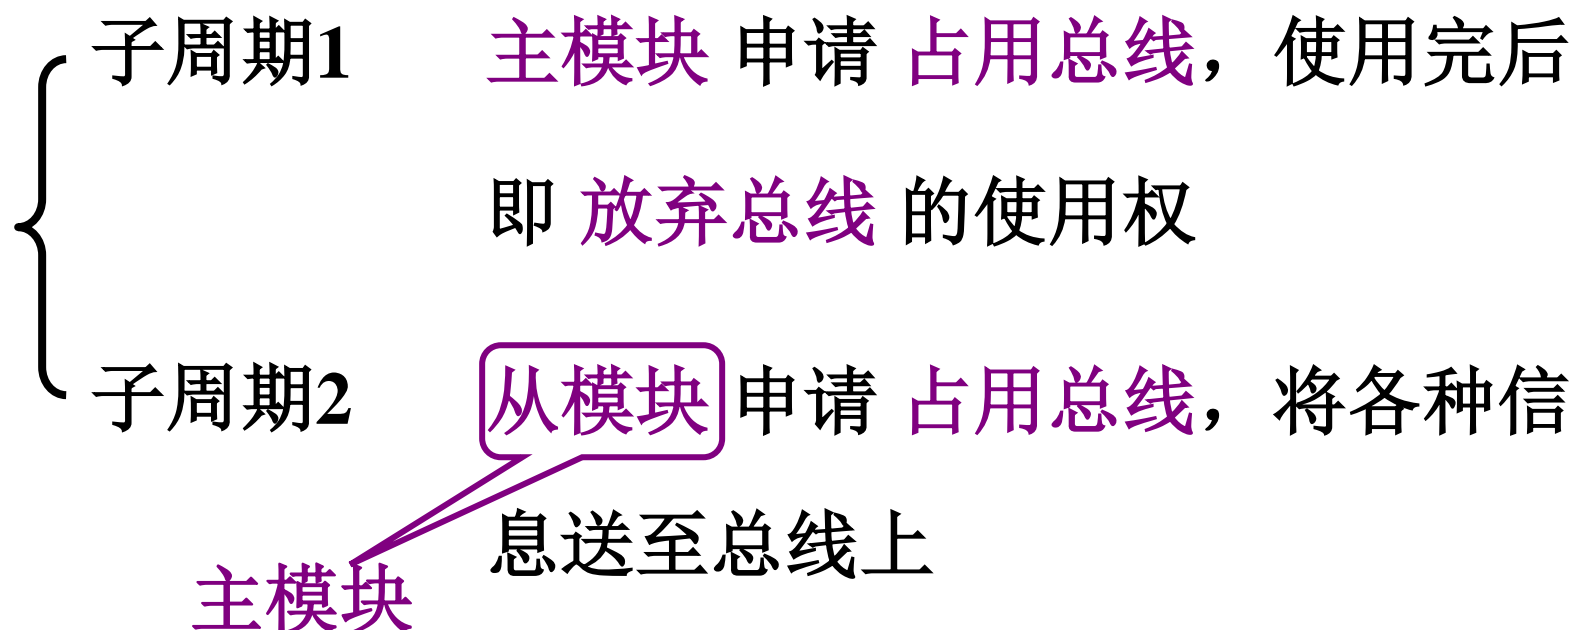 子周期1 主模块 申请 占用总线，使用完后
即 放弃总线 的使用权
子周期2 从模块 申请 占用总线，将各种信
息送至总线上
主模块